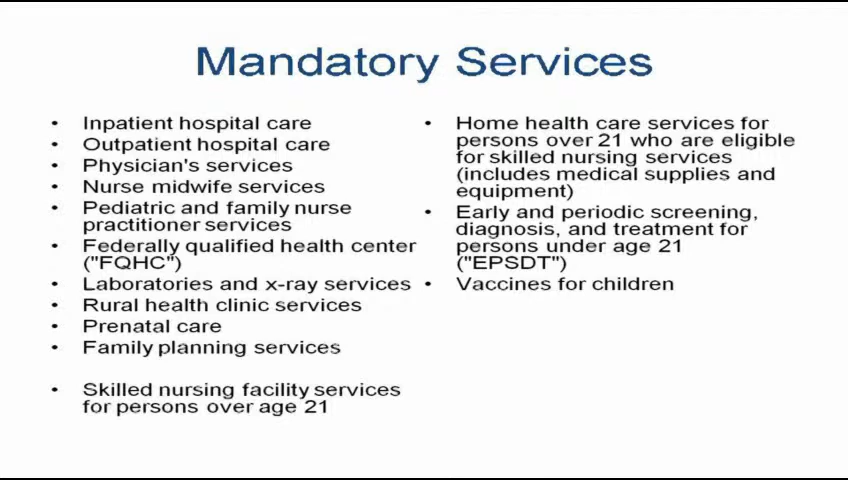 Mandatory Services
• Inpatient hospital care
• Outpatient hospital care
• Physician's services
• Nurse midwife services
• Pediatric and family nurse
practitioner services
• Federally qualified health center
("FQHC")
• Laboratories and x-ray services
• Rural health clinic services
• Prenatal care
• Family planning services
• Skilled nursing facility services
for persons over age 21
• Home health care services for
persons over 21 who are eligible
for skilled nursing services
(includes medical supplies and
equipment)
• Early and periodic screening,
diagnosis, and treatment for
persons under age 21
("EPSDT")
• Vaccines for children